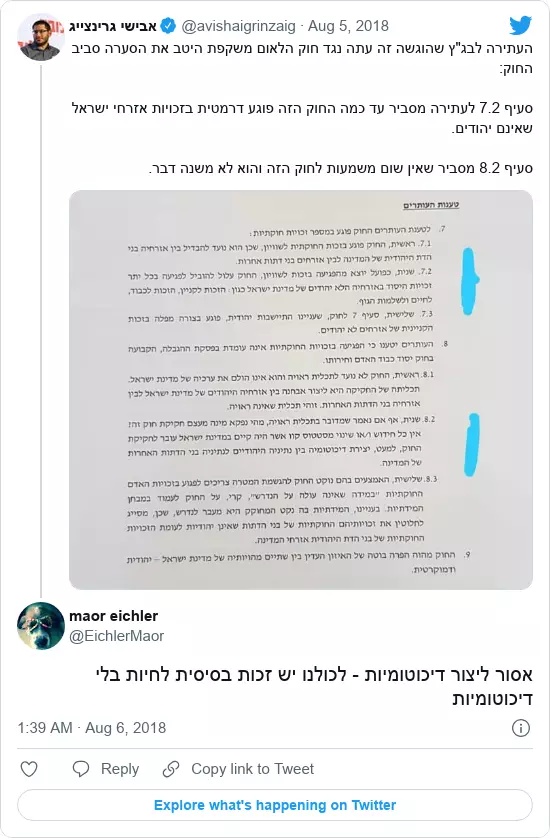 אבישי גרינצייג @avishaigrinzaig · Aug 5, 2018
העתירה לבג"ץ שהוגשה זה עתה נגד חוק הלאום משקפת היטב את הסערה סביב
החוק:
סעיף 7.2 לעתירה מסביר עד כמה החוק הזה פוגע דרמטית בזכויות אזרחי ישראל
שאינם יהודים.
סעיף 8.2 מסביר שאין שום משמעות לחוק הזה והוא לא משנה דבר.
טענות העותרים
7. לטענת העותרים החוק פוגע במספר זכויות חוקתיות:
7.1. ראשית, החוק פוגע בזכות החוקתית לשוויון, שכן הוא נועד להבדיל בין אזרחיה בני
הדת היהודית של המדינה לבין אזרחים בני דתות אחרות.
7.2. שנית, כפועל יוצא מהפגיעה בזכות לשוויון, החוק עלול להוביל לפגיעה בכל יתר
זכויות היסוד באזרחיה הלא יהודים של מדינת ישראל כגון: הזכות לקניין, הזכות לכבוד,
לחיים ולשלמות הגוף.
7.3. שלישית, סעיף 7 לחוק, שעניינו התיישבות יהודית, פוגע בצורה מפלה בזכות
הקניינית של אזרחים לא יהודים.
8. העותרים יטענו כי הפגיעה בזכויות החוקתיות אינה עומדת בפסקת ההגבלה, הקבועה
בחוק יסוד כבוד האדם וחירותו.
8.1. ראשית, החוק לא נועד לתכלית ראויה והוא אינו הולם את ערכיה של מדינת ישראל.
תכליתה של החקיקה היא ליצור אבחנה בין אזרחיה היהודים של מדינת ישראל לבין
אזרחיה בני הדתות האחרות. זוהי תכלית שאינה ראויה.
8.2. שנית, אף אם נאמר שמדובר בתכלית ראויה, מהי נפקא מינה מעצם חקיקת חוק זה?
אין כל חידוש ו/או שינוי מסטטוס קוו אשר היה קיים במדינת ישראל עובר לחקיקת
החוק, למעט, יצירת דיכוטומיה בין נתיניה היהודיים לנתיניה בני הדתות האחרות
של המדינה.
8.3. שלישית, האמצעים בהם נוקט החוק להגשמת המטרה צריכים לפגוע בזכויות האדם
החוקתיות "במידה שאינה עולה על הנדרש", קרי, על החוק לעמוד במבחן
המידתיות. בענייננו, המידתיות בה נקט המחוקק היא מעבר לנדרש, שכן, מסייג
לחלוטין את זכויותיהם החוקתיות של בני הדתות שאינן יהודיות לעומת הזכויות
החוקתיות של בני הדת היהודית אזרחי המדינה.
9. החוק מהווה הפרה בוטה של האיזון העדין בין שתיים מהויותיה של מדינת ישראל – יהודית
ודמוקרטית.
maor eichler
@EichlerMaor
אסור ליצור דיכוטומיות - לכולנו יש זכות בסיסית לחיות בלי
דיכוטומיות
1:39 AM · Aug 6, 2018
Reply Copy link to Tweet
Explore what's happening on Twitter